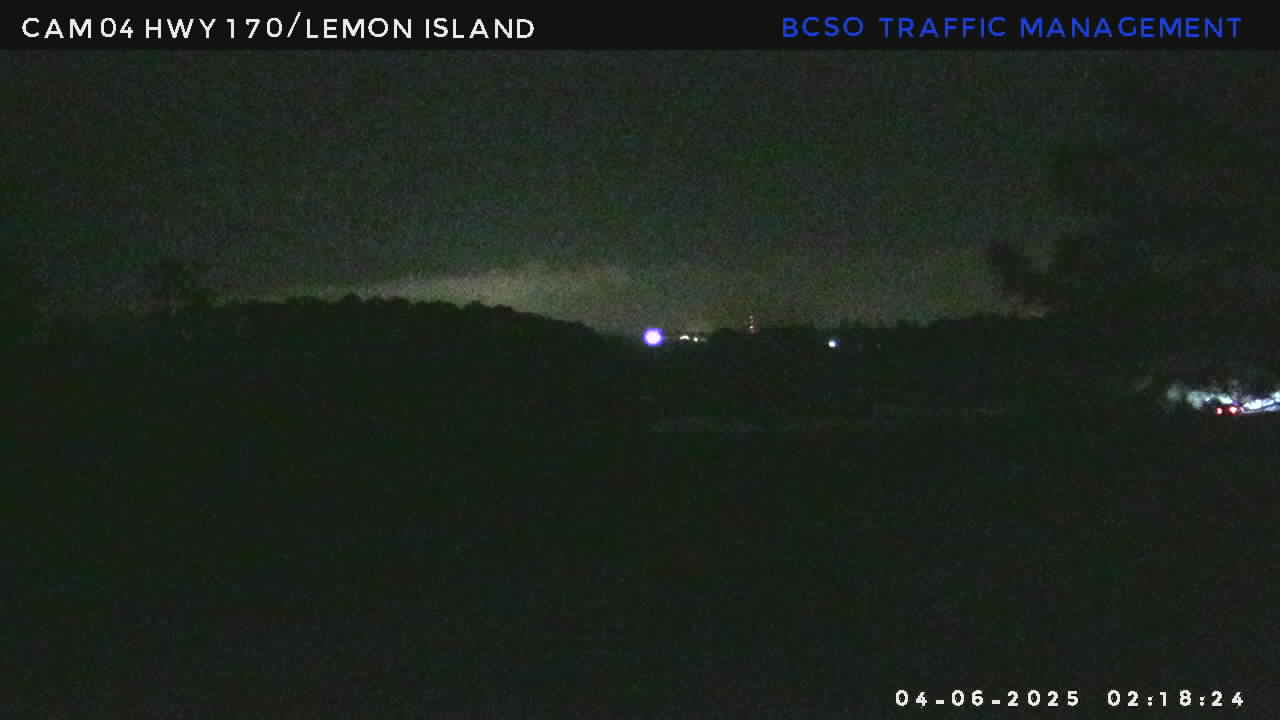 CAM04 HWY 170/LEMON ISLAND
BCSO TRAFFIC MANAGEMENT
04-06-2025 02:18:24